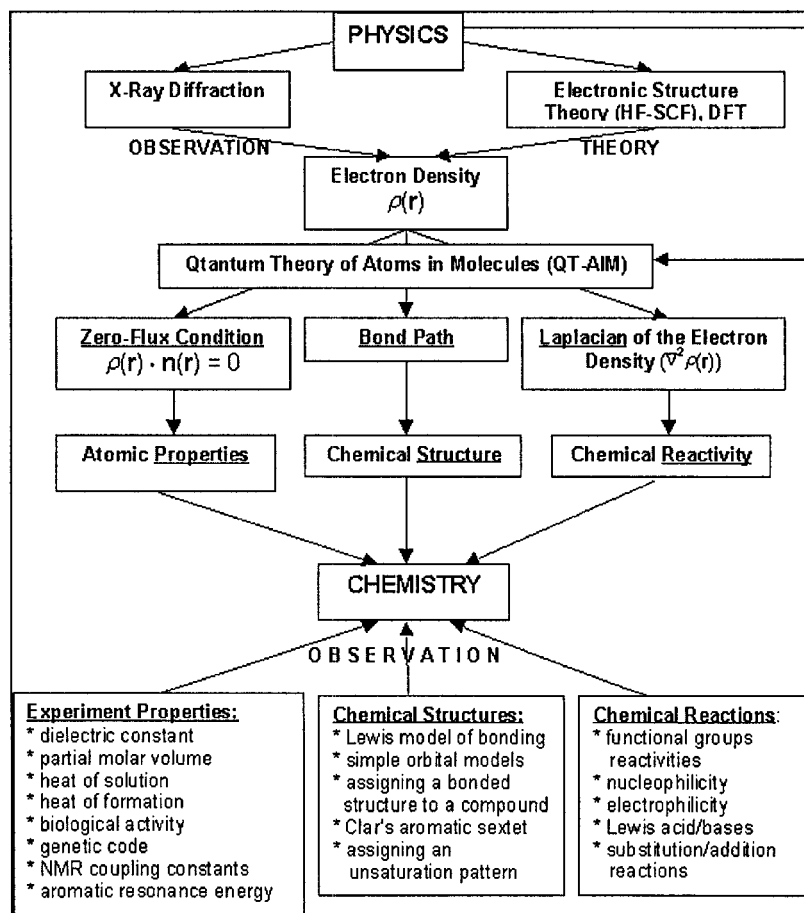 PHYSICS
X-Ray Diffraction
Electronic Structure
Theory (HF-SCF), DFT
OBSERVATION
THEORY
Electron Density
ρ(r)
Qtantum Theory of Atoms in Molecules (QT-AIM)
Zero-Flux Condition
ρ(r) · n(r) = 0
Bond Path
Laplacian of the Electron
Density (∇²ρ(r))
Atomic Properties
Chemical Structure
Chemical Reactivity
CHEMISTRY
OBSERVATION
Experiment Properties:
* dielectric constant
* partial molar volume
* heat of solution
* heat of formation
* biological activity
* genetic code
* NMR coupling constants
* aromatic resonance energy
Chemical Structures:
* Lewis model of bonding
* simple orbital models
* assigning a bonded
structure to a compound
* Clar's aromatic sextet
* assigning an
unsaturation pattern
Chemical Reactions:
* functional groups
reactivities
* nucleophilicity
* electrophilicity
* Lewis acid/bases
* substitution/addition
reactions